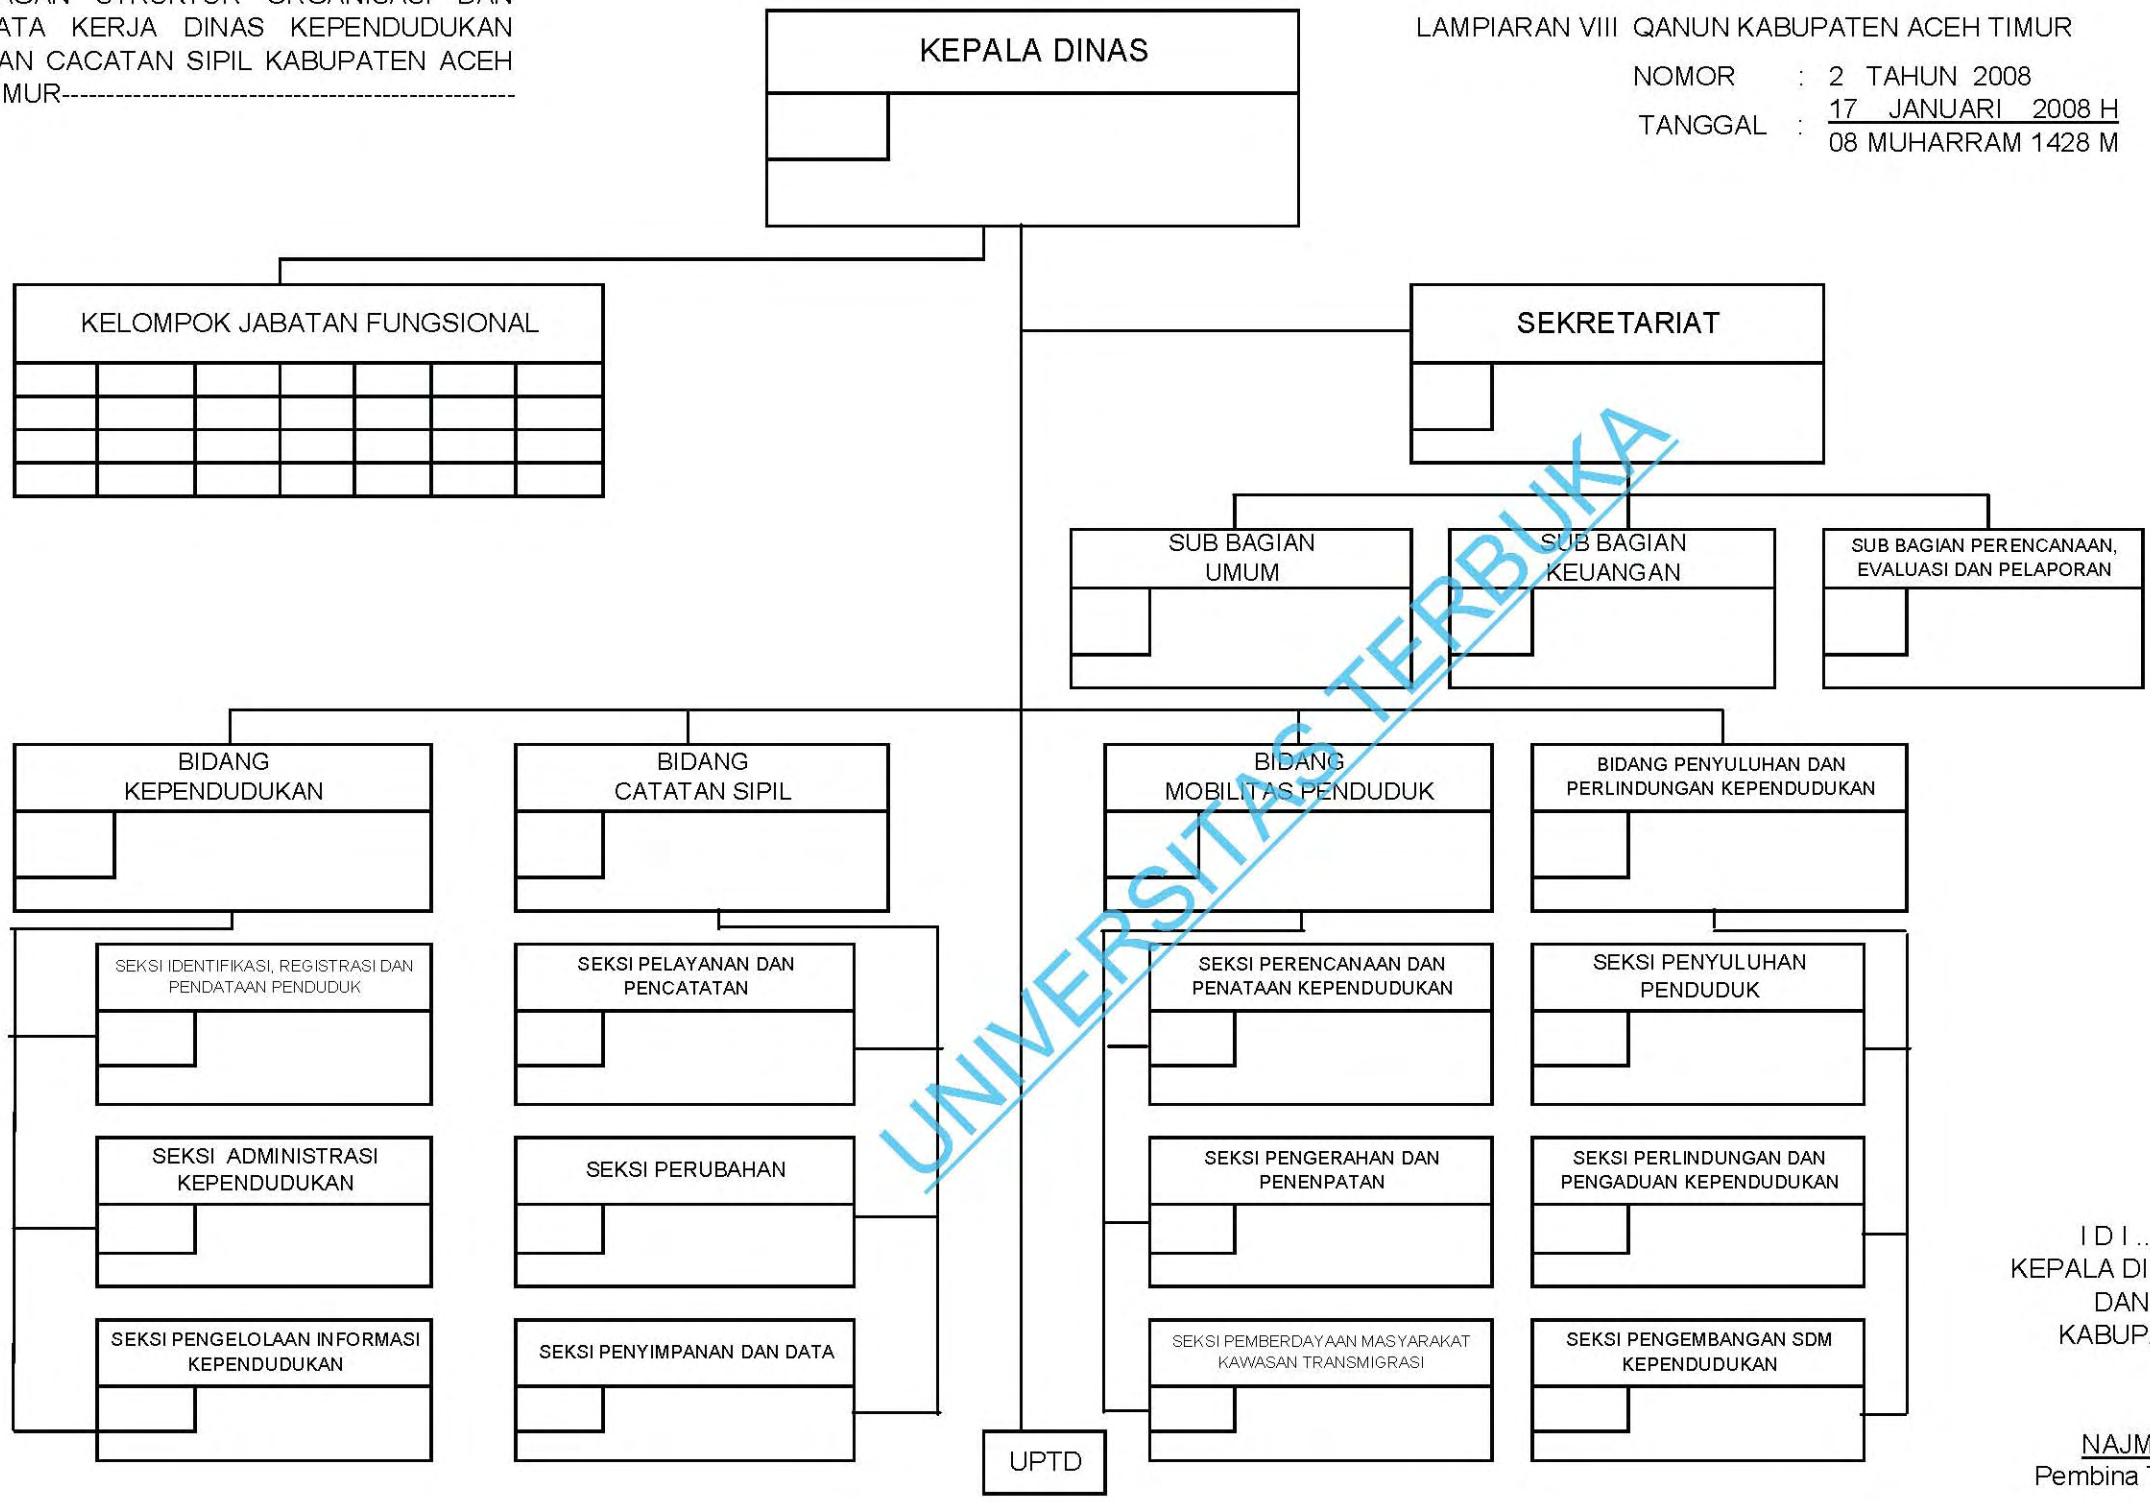 DAN
KERJA DINAS KEPENDUDUKAN
CACATAN SIPIL KABUPATEN ACEH
LAMPIARAN VIII QANUN KABUPATEN ACEH TIMUR
NOMOR : 2 TAHUN 2008
TANGGAL : 17 JANUARI 2008 H
08 MUHARRAM 1428 M
KEPALA DINAS
KELOMPOK JABATAN FUNGSIONAL
SEKRETARIAT
SUB BAGIAN
UMUM
SUB BAGIAN
KEUANGAN
SUB BAGIAN PERENCANAAN,
EVALUASI DAN PELAPORAN
BIDANG
KEPENDUDUKAN
BIDANG
CATATAN SIPIL
BIDANG
MOBILITAS PENDUDUK
BIDANG PENYULUHAN DAN
PERLINDUNGAN KEPENDUDUKAN
SEKSI IDENTIFIKASI, REGISTRASI DAN
PENDATAAN PENDUDUK
SEKSI PELAYANAN DAN
PENCATATAN
SEKSI PERENCANAAN DAN
PENATAAN KEPENDUDUKAN
SEKSI PENYULUHAN
PENDUDUK
SEKSI ADMINISTRASI
KEPENDUDUKAN
SEKSI PERUBAHAN
SEKSI PENGERAHAN DAN
PENENPATAN
SEKSI PERLINDUNGAN DAN
PENGADUAN KEPENDUDUKAN
SEKSI PENGELOLAAN INFORMASI
KEPENDUDUKAN
SEKSI PENYIMPANAN DAN DATA
SEKSI PEMBERDAYAAN MASYARAKAT
KAWASAN TRANSMIGRASI
SEKSI PENGEMBANGAN SDM
KEPENDUDUKAN
UPTD
I D I ..
KEPALA
DAN
Pembina
UNIVERSITAS TERBUKA